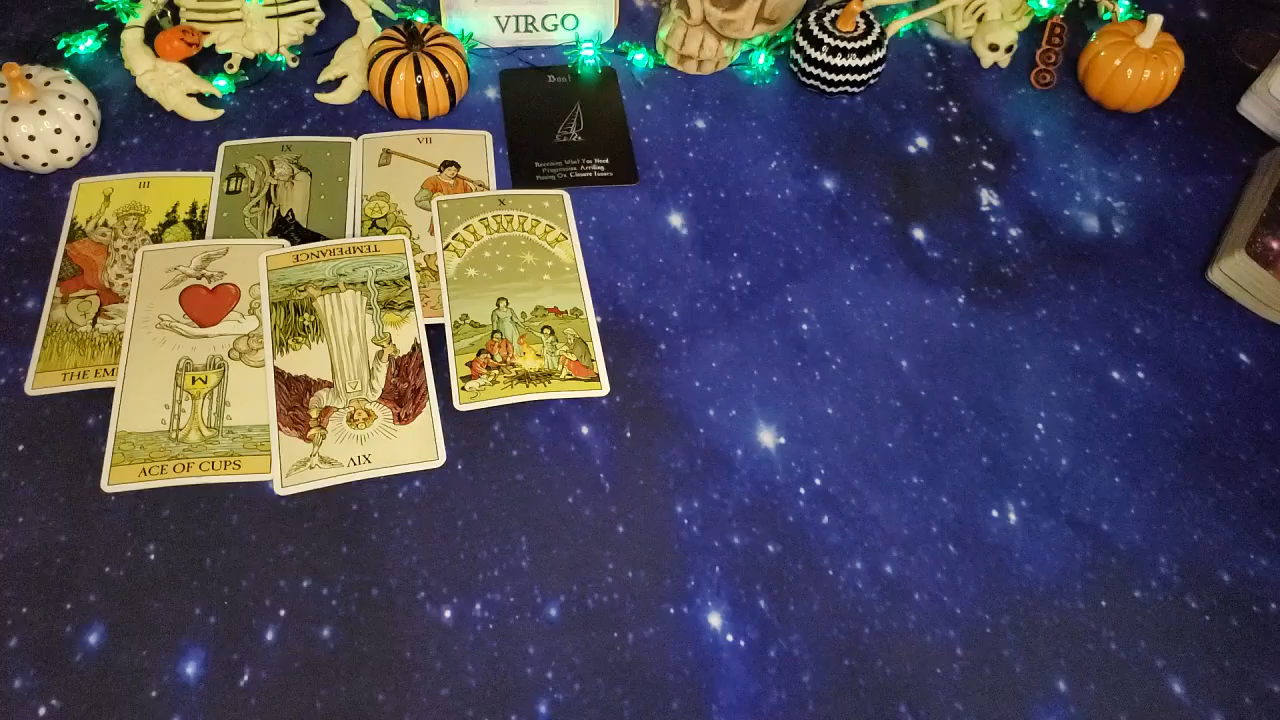 VIRGO
BOO
Boat
Receiving What You Need
Progression, Arriving
Moving On, Closure Issues
IX
VII
III
X
TEMPERANCE
THE EM
M
ACE OF CUPS
XIV